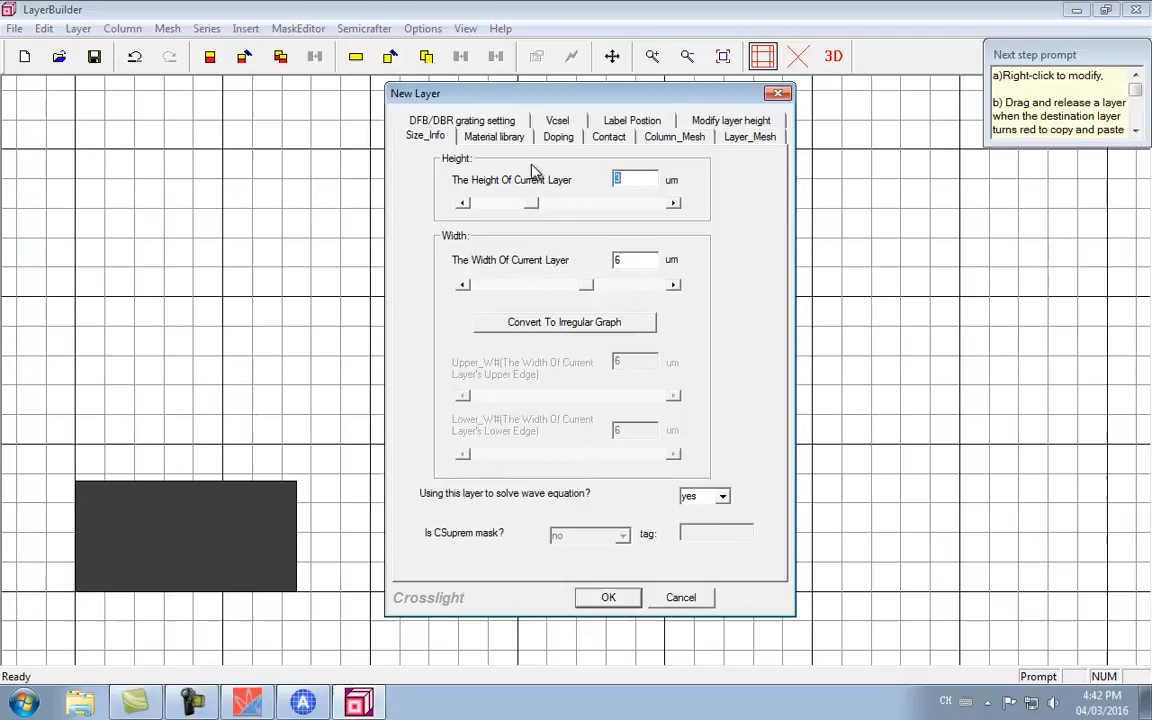 LayerBuilder
File Edit Layer Column Mesh Series Insert MaskEditor Semicrafter Options View Help
3D
Next step prompt
a)Right-click to modify,
b) Drag and release a layer
when the destination layer
turns red to copy and paste
New Layer
DFB/DBR grating setting Vcsel Label Postion Modify layer height
Size_Info Material library Doping Contact Column_Mesh Layer_Mesh
Height:
The Height Of Current Layer 3 um
Width:
The Width Of Current Layer 6 um
Convert To Irregular Graph
Upper_W#(The Width Of Current 6 um
Layer's Upper Edge)
Lower_W#(The Width Of Current 6 um
Layer's Lower Edge)
Using this layer to solve wave equation? yes
Is CSuprem mask? no tag:
Crosslight OK Cancel
Ready Prompt NUM
CH 4:42 PM
04/03/2016